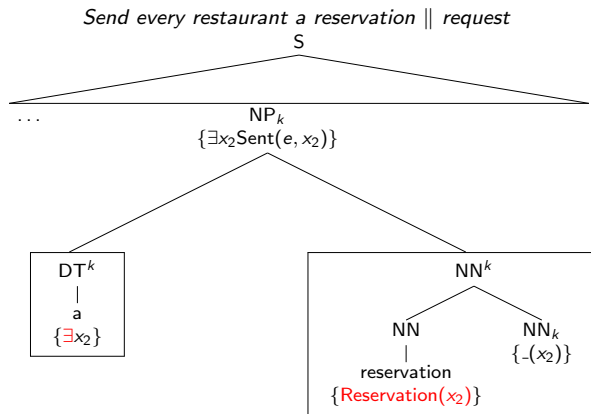 Send every restaurant a reservation || request
S
... NP_k
{∃x₂Sent(e, x₂)}
DT^k NN^k
a NN NN_k
{∃x₂} reservation {_(x₂)}
{Reservation(x₂)}